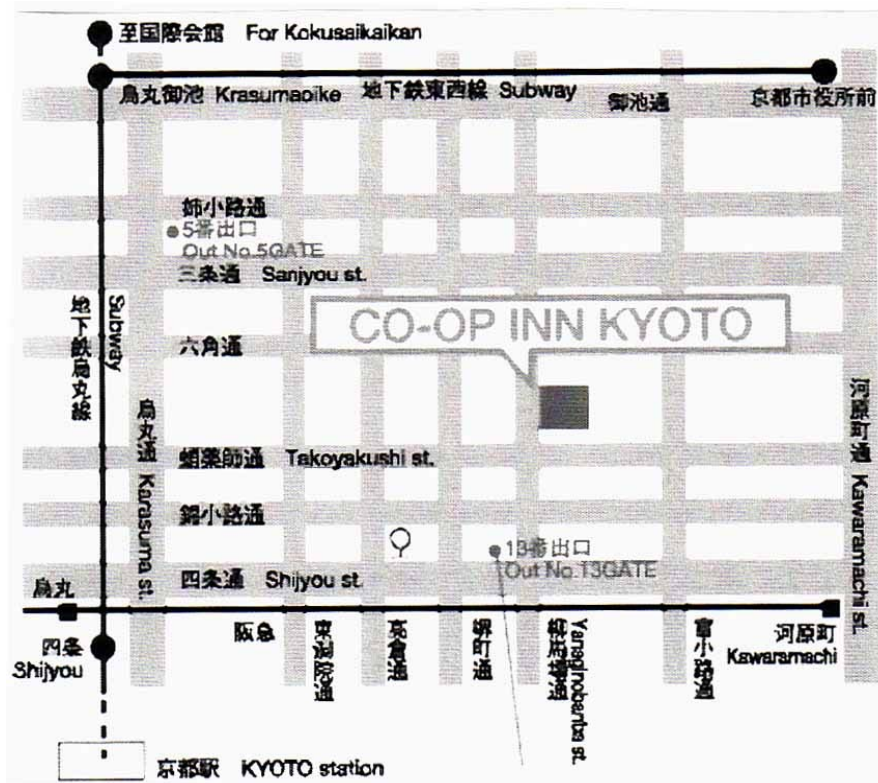 至国際会館 For Kokusaikaikan
烏丸御池 Krasumaoike
地下鉄東西線 Subway
御池通
京都市役所前
姉小路通
5番出口
Out No.5GATE
三条通 Sanjyou st.
地下鉄烏丸線
Subway
CO-OP INN KYOTO
六角通
烏丸通 Karasuma st.
河原町通 Kawaramachi st.
蛸薬師通 Takoyakushi st.
錦小路通
13番出口
Out No.13GATE
四条通 Shijyou st.
烏丸
四条
Shijyou
阪急
東洞院通
高倉通
堺町通
柳馬場通
Yanaginobanba st.
富小路通
河原町
Kawaramachi
京都駅 KYOTO station